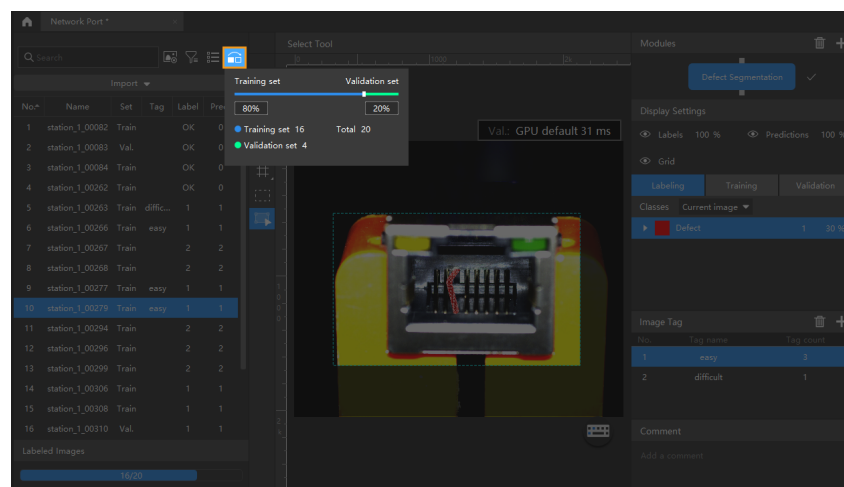 Network Port *
Search
Import
No. Name Set Tag Label Pre
1 station_1_00082 Train OK 0
2 station_1_00083 Val. OK 0
3 station_1_00084 Train OK 0
4 station_1_00262 Train OK 0
5 station_1_00263 Train diffic... 1 1
6 station_1_00266 Train easy 1 1
7 station_1_00267 Train 2 2
8 station_1_00268 Train 2 2
9 station_1_00277 Train easy 1 1
10 station_1_00279 Train easy 1 1
11 station_1_00294 Train 2 2
12 station_1_00296 Train 2 2
13 station_1_00299 Train 2 2
14 station_1_00306 Train 1 1
15 station_1_00308 Train 1 1
16 station_1_00310 Val. 1 1
Labeled Images
16/20
Training set Validation set
80% 20%
Training set 16 Total 20
Validation set 4
Select Tool
Val.: GPU default 31 ms
Modules
Defect Segmentation
Display Settings
Labels 100 % Predictions 100 %
Grid
Labeling Training Validation
Classes Current image
Defect 1 30 %
Image Tag
No. Tag name Tag count
1 easy 3
2 difficult 1
Comment
Add a comment